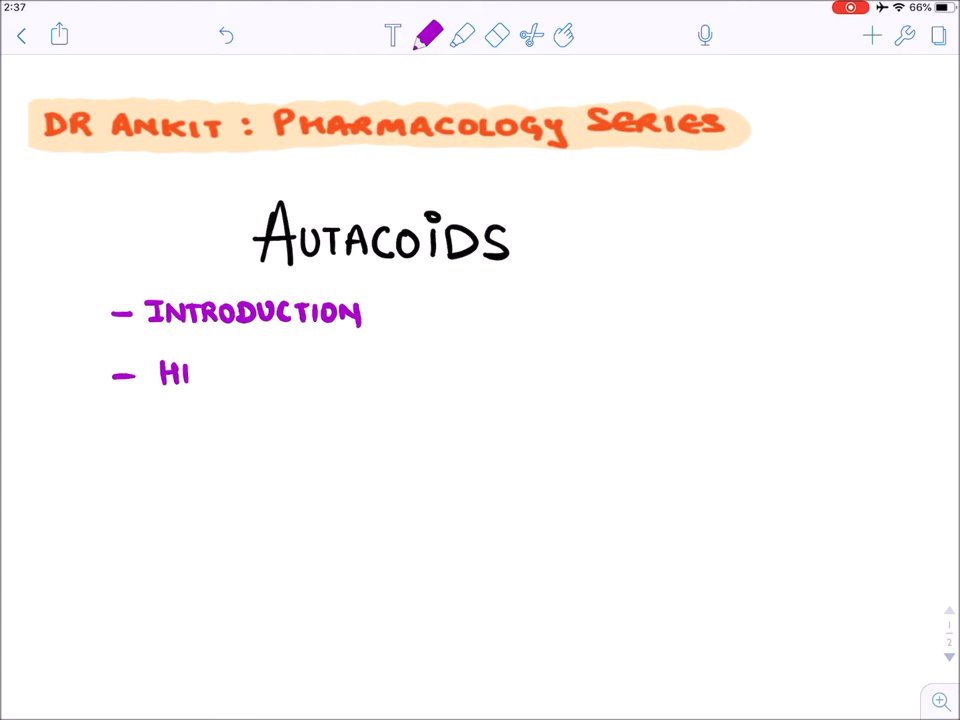 2:37
66%
T
DR ANKIT : PHARMACOLOGY SERIES
AUTACOIDS
- INTRODUCTION
- HI
1
2